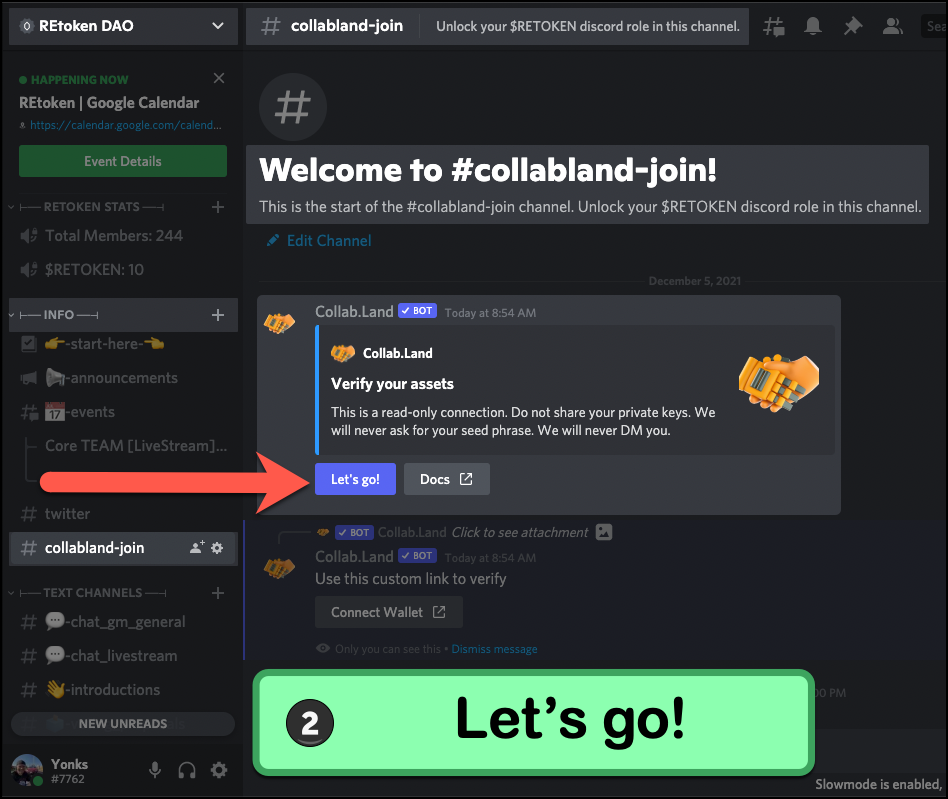 REtoken DAO
collabland-join
Unlock your $RETOKEN discord role in this channel.
Sea
HAPPENING NOW
REtoken | Google Calendar
https://calendar.google.com/calend...
Event Details
RETOKEN STATS
Total Members: 244
$RETOKEN: 10
INFO
-start-here-
-announcements
17-events
Core TEAM [LiveStream]...
twitter
collabland-join
TEXT CHANNELS
-chat_gm_general
-chat_livestream
-introductions
NEW UNREADS
Yonks
#7762
Welcome to #collabland-join!
This is the start of the #collabland-join channel. Unlock your $RETOKEN discord role in this channel.
Edit Channel
December 5, 2021
Collab.Land BOT Today at 8:54 AM
Collab.Land
Verify your assets
This is a read-only connection. Do not share your private keys. We
will never ask for your seed phrase. We will never DM you.
Let's go!
Docs
BOT Collab.Land Click to see attachment
Collab.Land BOT Today at 8:54 AM
Use this custom link to verify
Connect Wallet
Only you can see this • Dismiss message
00 PM
2 Let's go!
Slowmode is enabled,